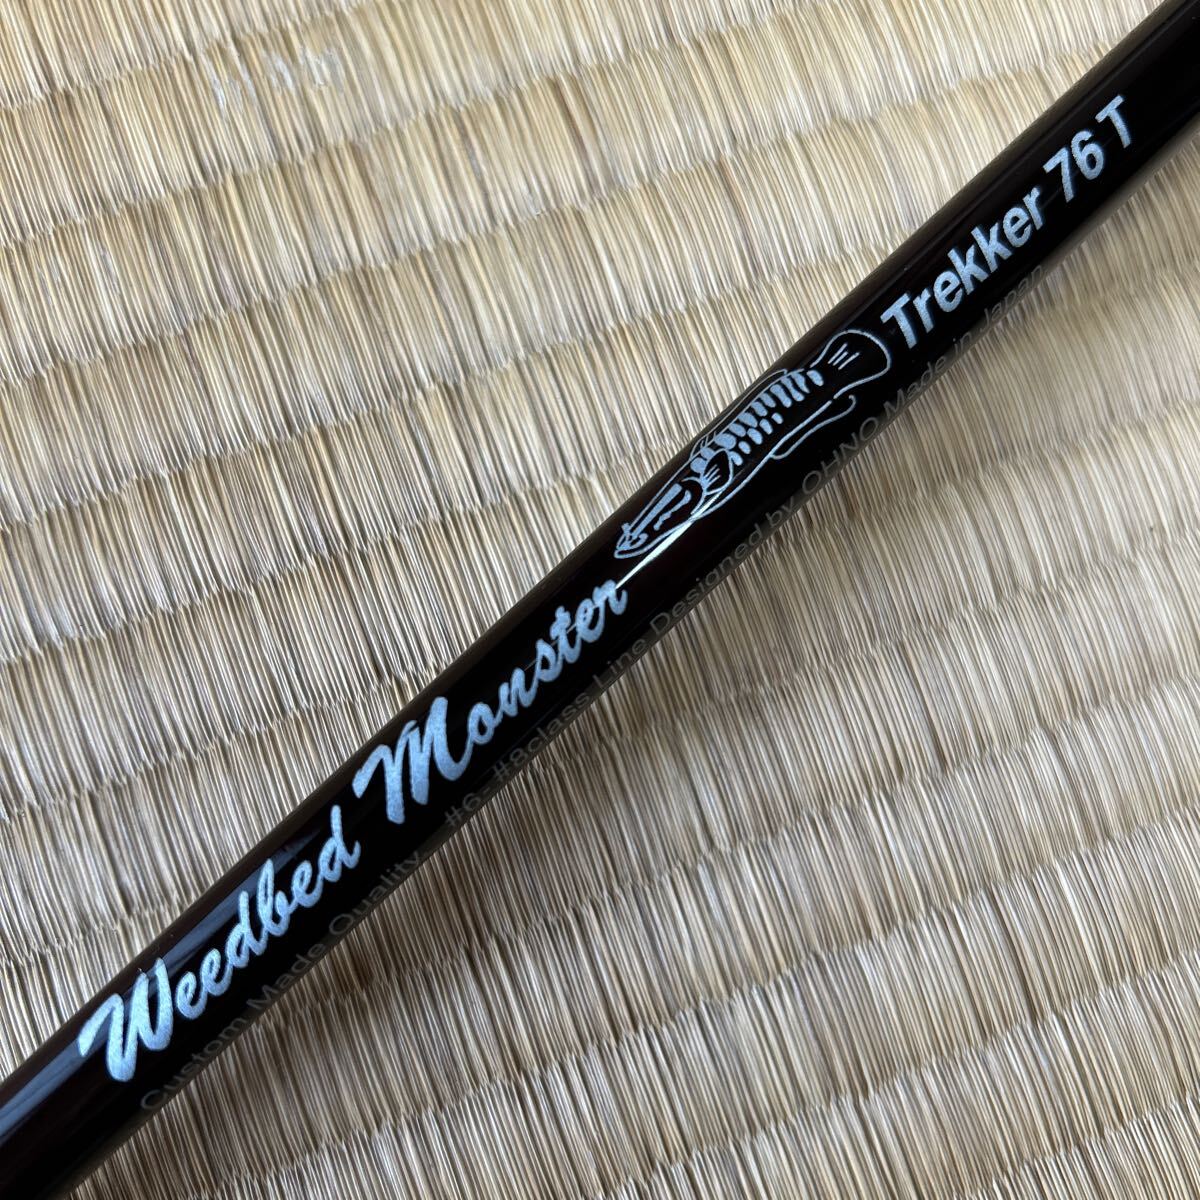 Weedbed Monster Trekker 76 T
Custom Made Quality #6-#8class Line Designed by OHNO Made in Japan